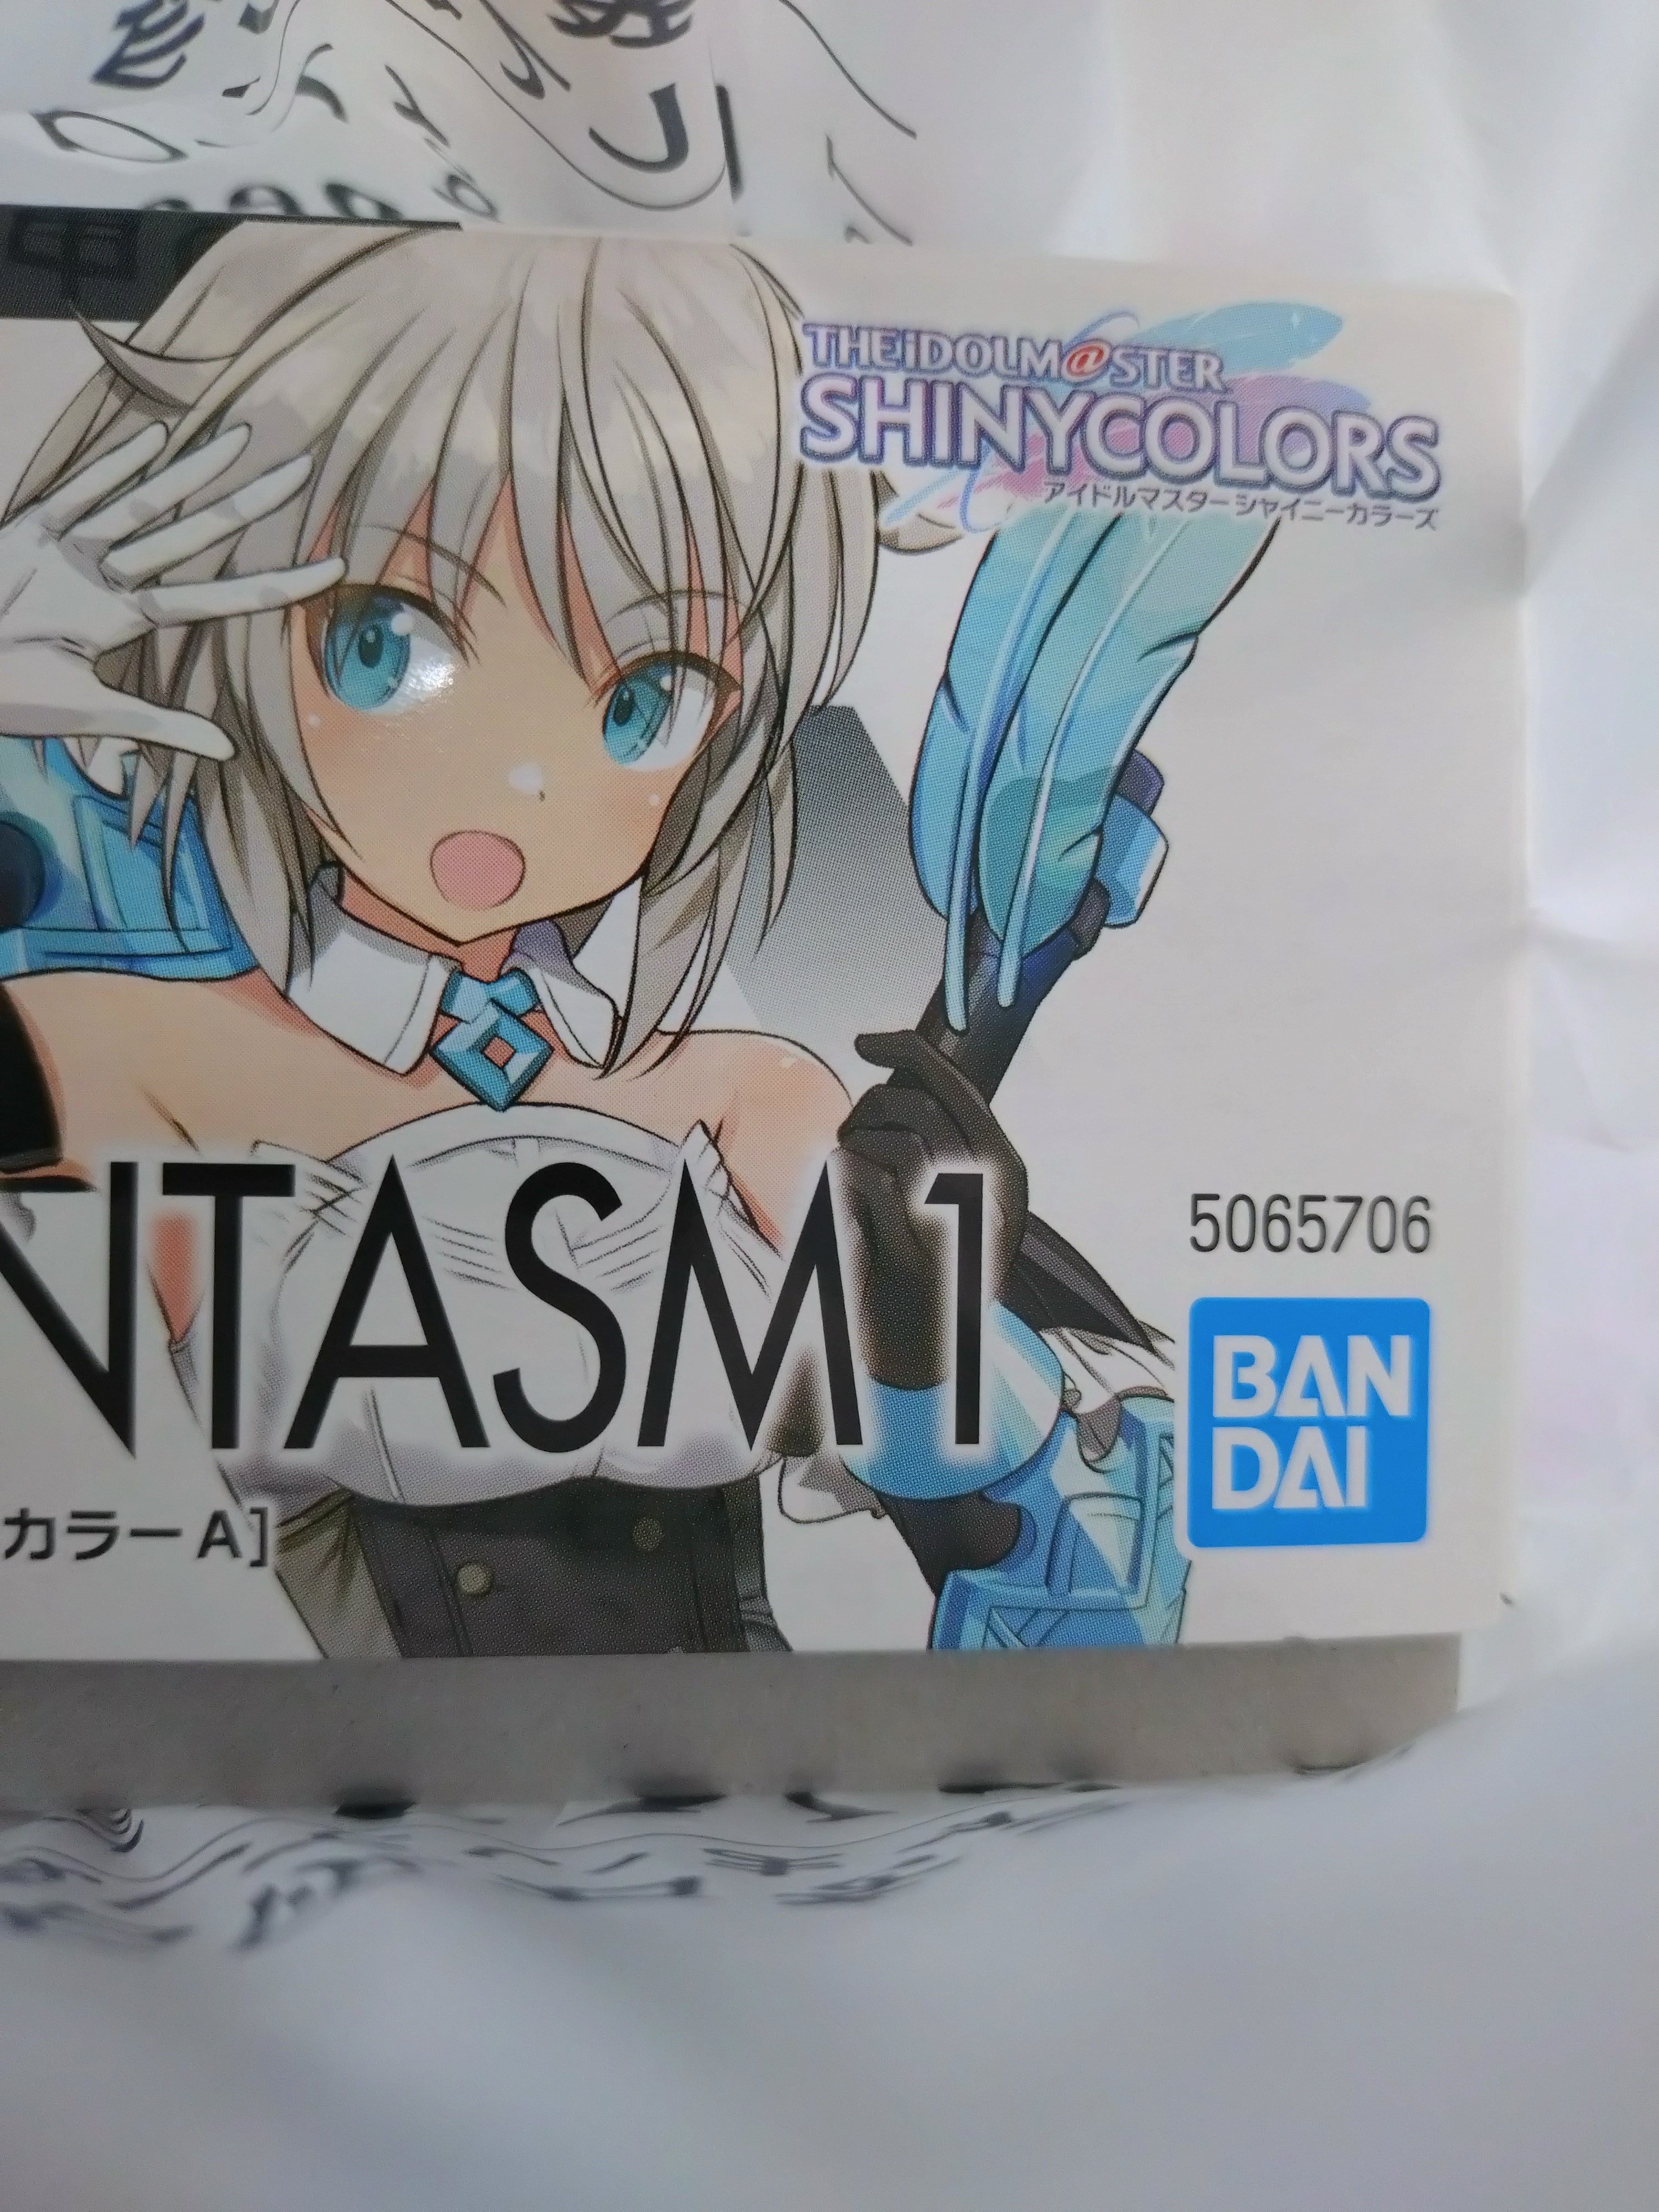 THE iDOLM@STER
SHINYCOLORS
アイドルマスターシャイニーカラーズ
NTASM 1
5065706
カラーA]
BAN
DAI